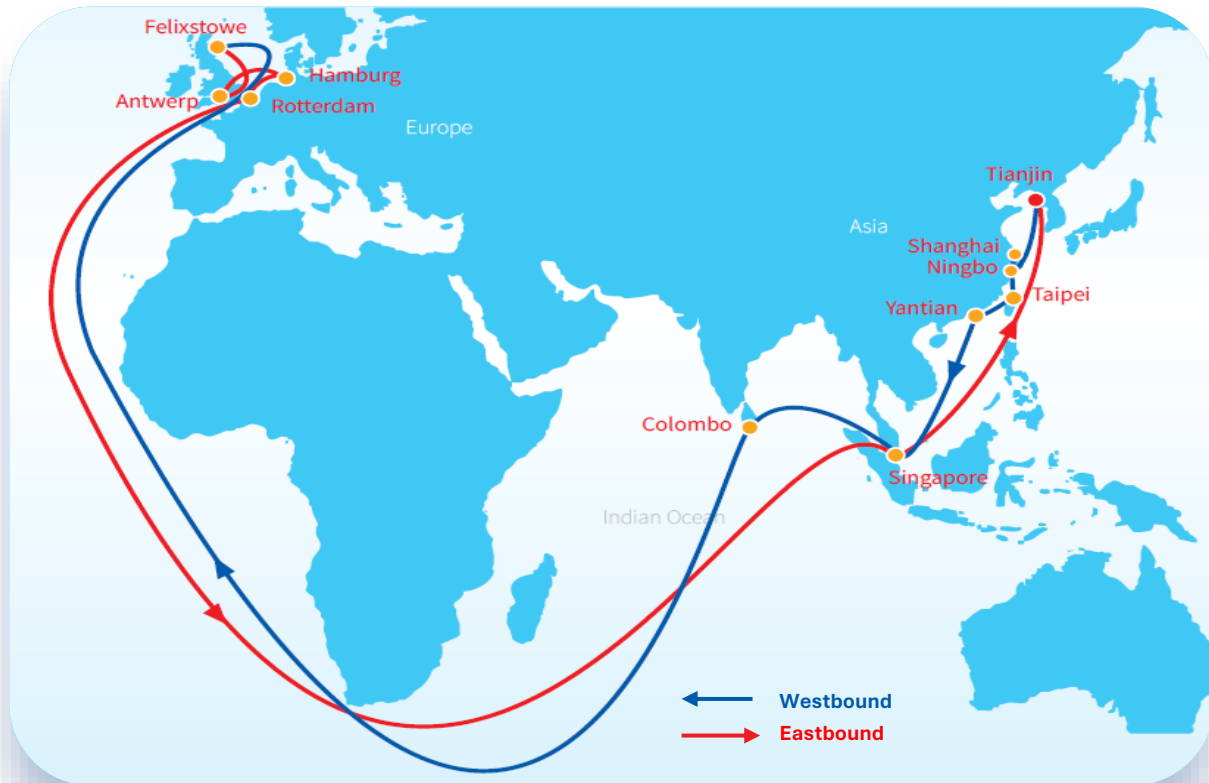 Felixstowe
Hamburg
Antwerp
Rotterdam
Europe
Tianjin
Asia
Shanghai
Ningbo
Taipei
Yantian
Colombo
Singapore
Indian Ocean
Westbound
Eastbound